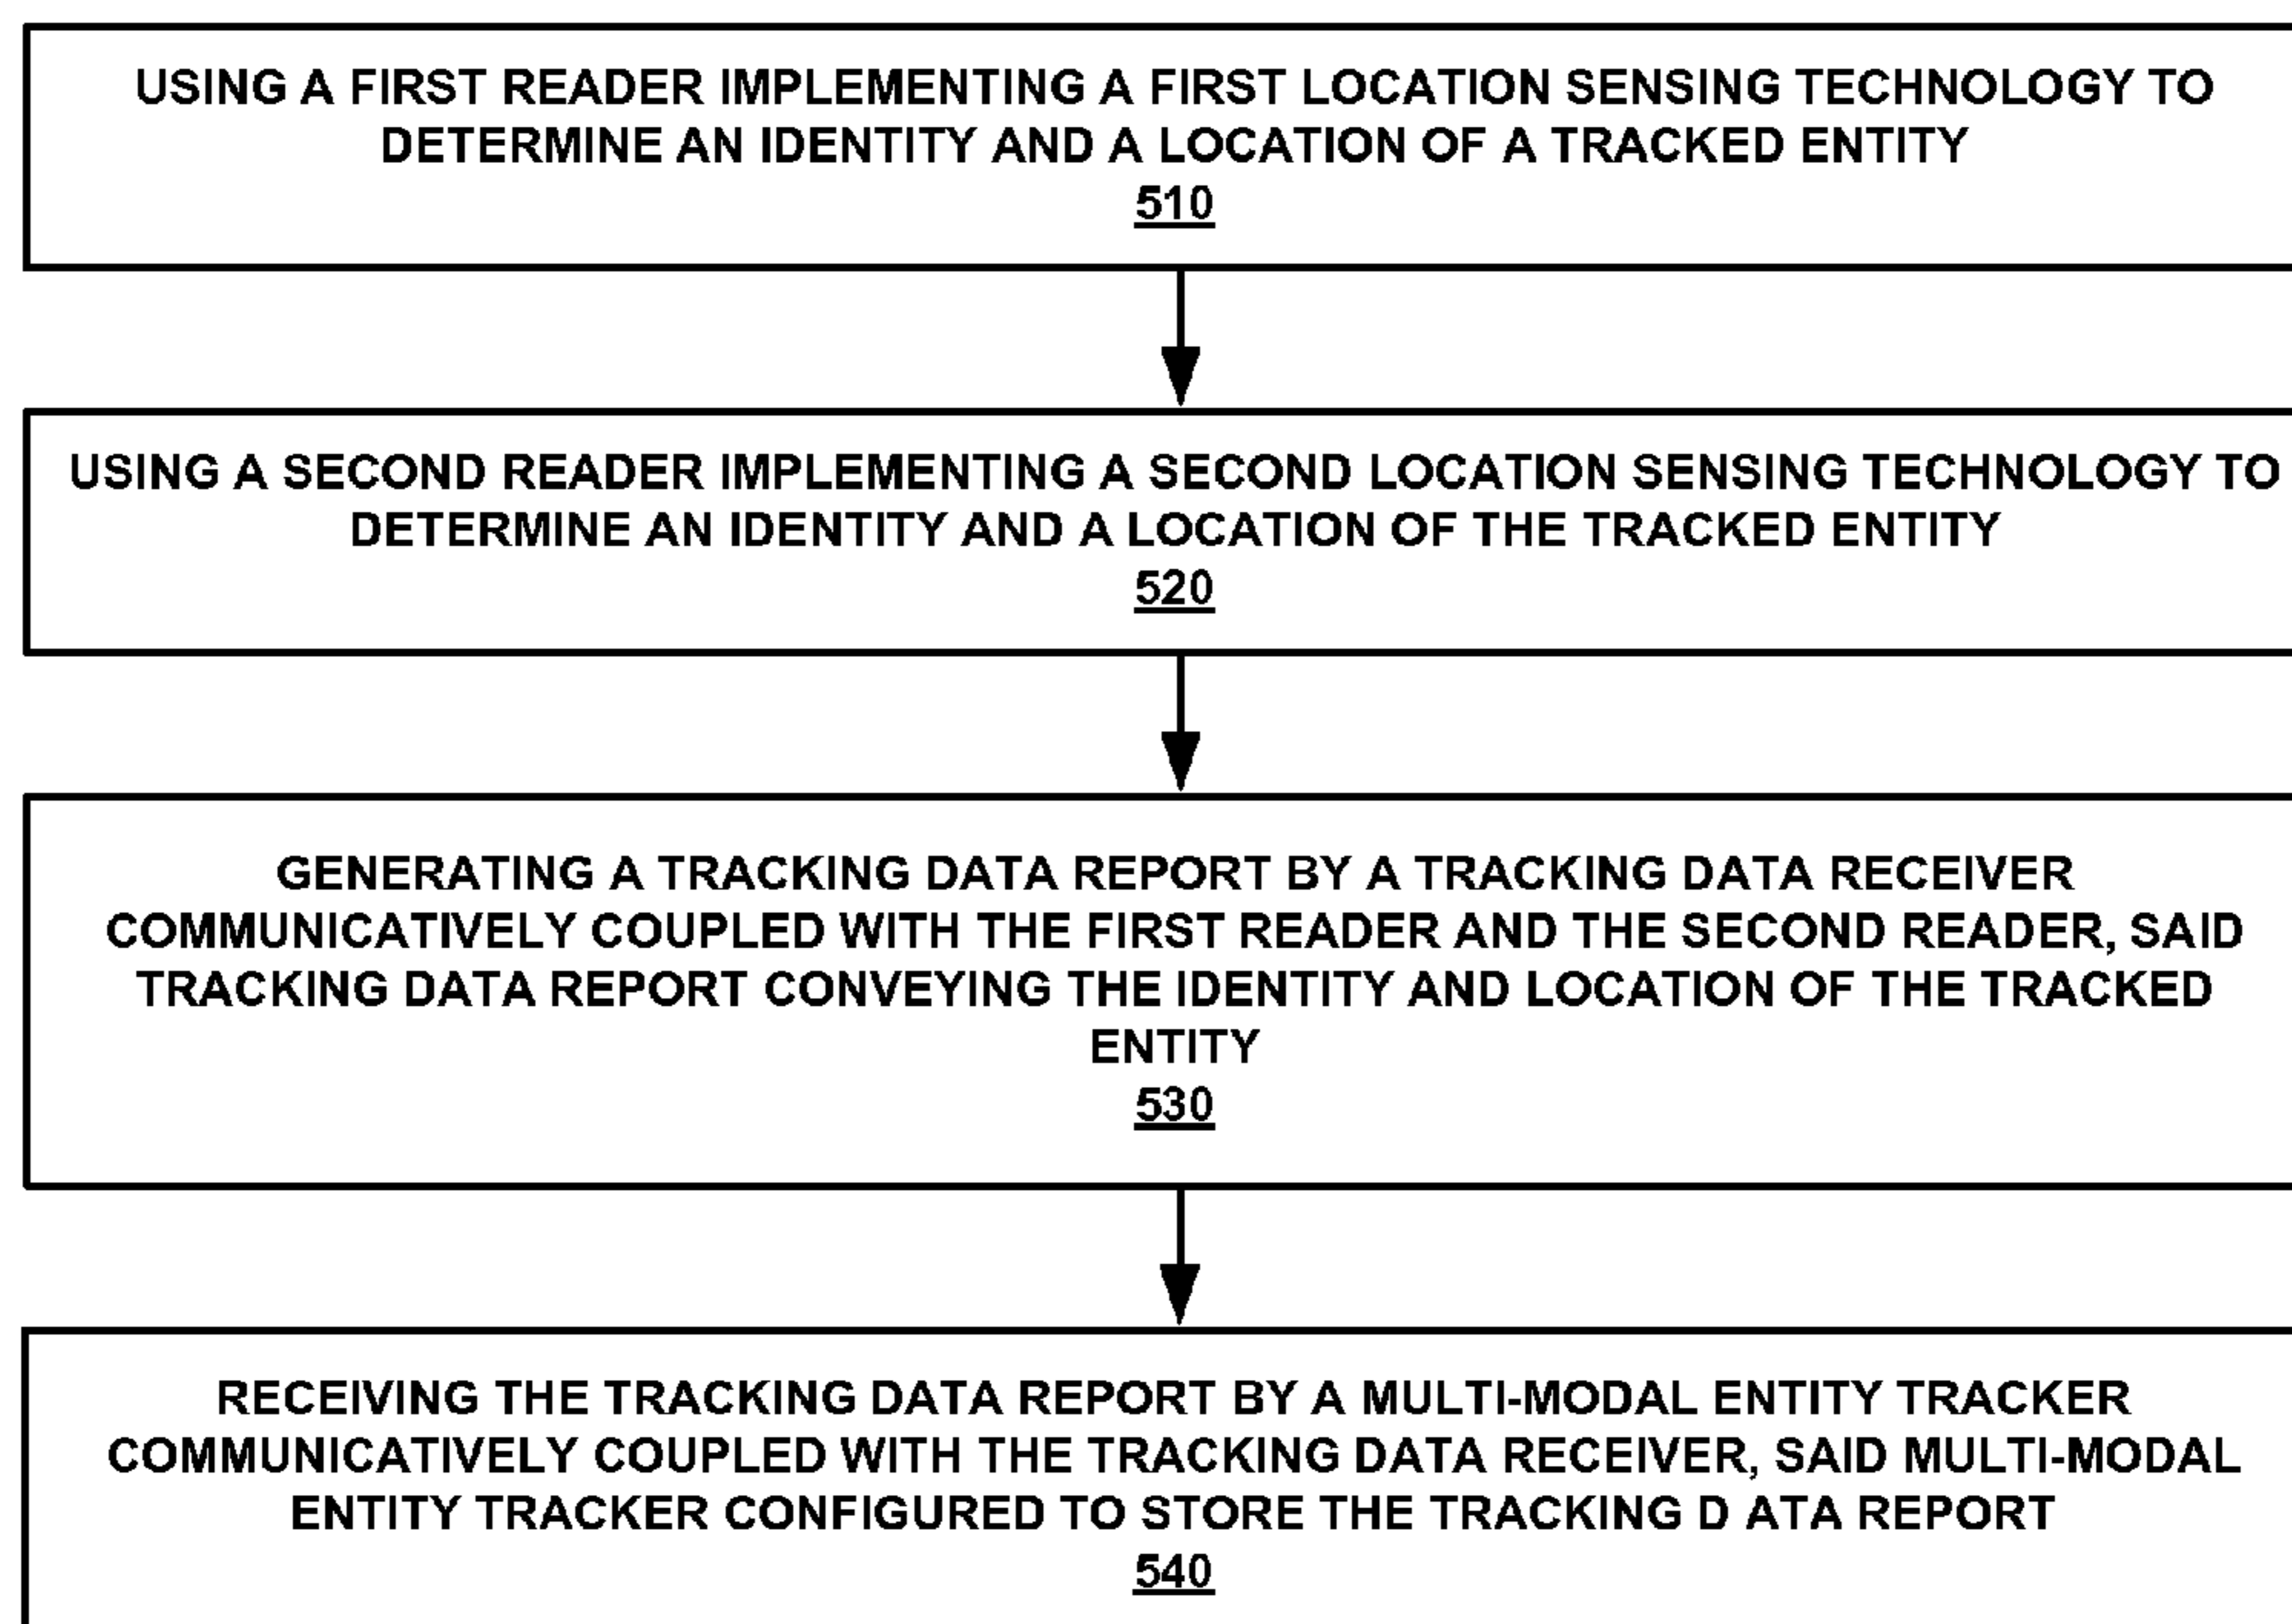 USING A FIRST READER IMPLEMENTING A FIRST LOCATION SENSING TECHNOLOGY TO
DETERMINE AN IDENTITY AND A LOCATION OF A TRACKED ENTITY
510
USING A SECOND READER IMPLEMENTING A SECOND LOCATION SENSING TECHNOLOGY TO
DETERMINE AN IDENTITY AND A LOCATION OF THE TRACKED ENTITY
520
GENERATING A TRACKING DATA REPORT BY A TRACKING DATA RECEIVER
COMMUNICATIVELY COUPLED WITH THE FIRST READER AND THE SECOND READER, SAID
TRACKING DATA REPORT CONVEYING THE IDENTITY AND LOCATION OF THE TRACKED
ENTITY
530
RECEIVING THE TRACKING DATA REPORT BY A MULTI-MODAL ENTITY TRACKER
COMMUNICATIVELY COUPLED WITH THE TRACKING DATA RECEIVER, SAID MULTI-MODAL
ENTITY TRACKER CONFIGURED TO STORE THE TRACKING D ATA REPORT
540